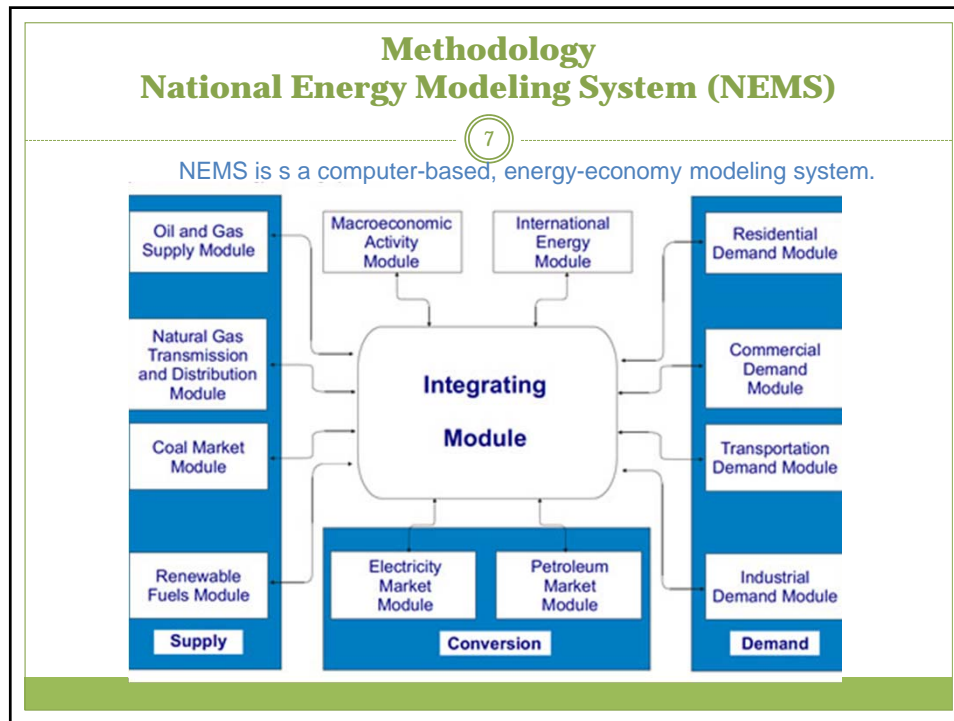 Methodology
National Energy Modeling System (NEMS)
7
NEMS is s a computer-based, energy-economy modeling system.
Oil and Gas
Supply Module
Macroeconomic
Activity
Module
International
Energy
Module
Residential
Demand Module
Natural Gas
Transmission
and Distribution
Module
Integrating
Module
Commercial
Demand
Module
Coal Market
Module
Transportation
Demand Module
Renewable
Fuels Module
Supply
Electricity
Market
Module
Petroleum
Market
Module
Conversion
Industrial
Demand Module
Demand